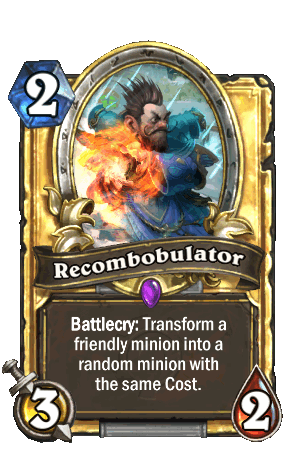 2
Recombobulator
Battlecry: Transform a
friendly minion into a
random minion with
the same Cost.
3
2